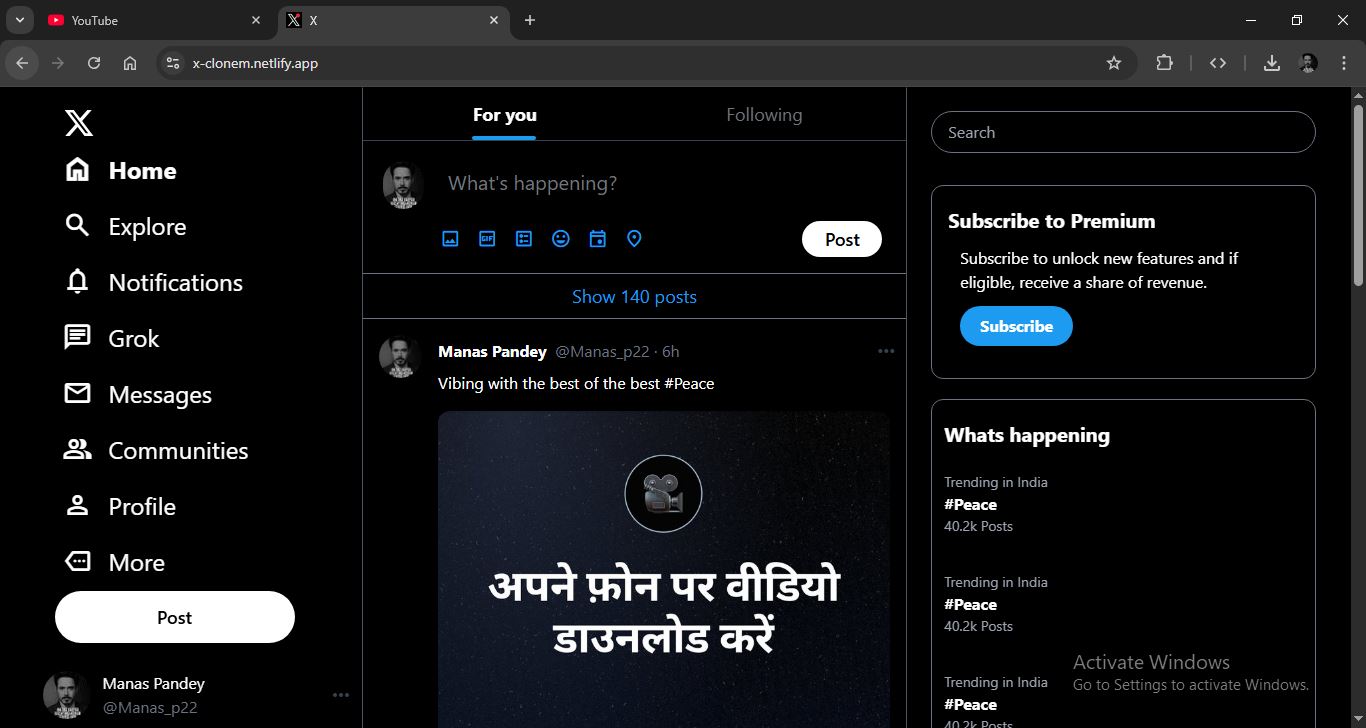 YouTube
X
x-clonem.netlify.app
Home
Explore
Notifications
Grok
Messages
Communities
Profile
More
Post
Manas Pandey
@Manas_p22
For you
Following
What's happening?
GIF
Post
Show 140 posts
Manas Pandey @Manas_p22 · 6h
Vibing with the best of the best #Peace
अपने फ़ोन पर वीडियो
डाउनलोड करें
Search
Subscribe to Premium
Subscribe to unlock new features and if
eligible, receive a share of revenue.
Subscribe
Whats happening
Trending in India
#Peace
40.2k Posts
Trending in India
#Peace
40.2k Posts
Trending in India
#Peace
40.2k Posts
Activate Windows
Go to Settings to activate Windows.